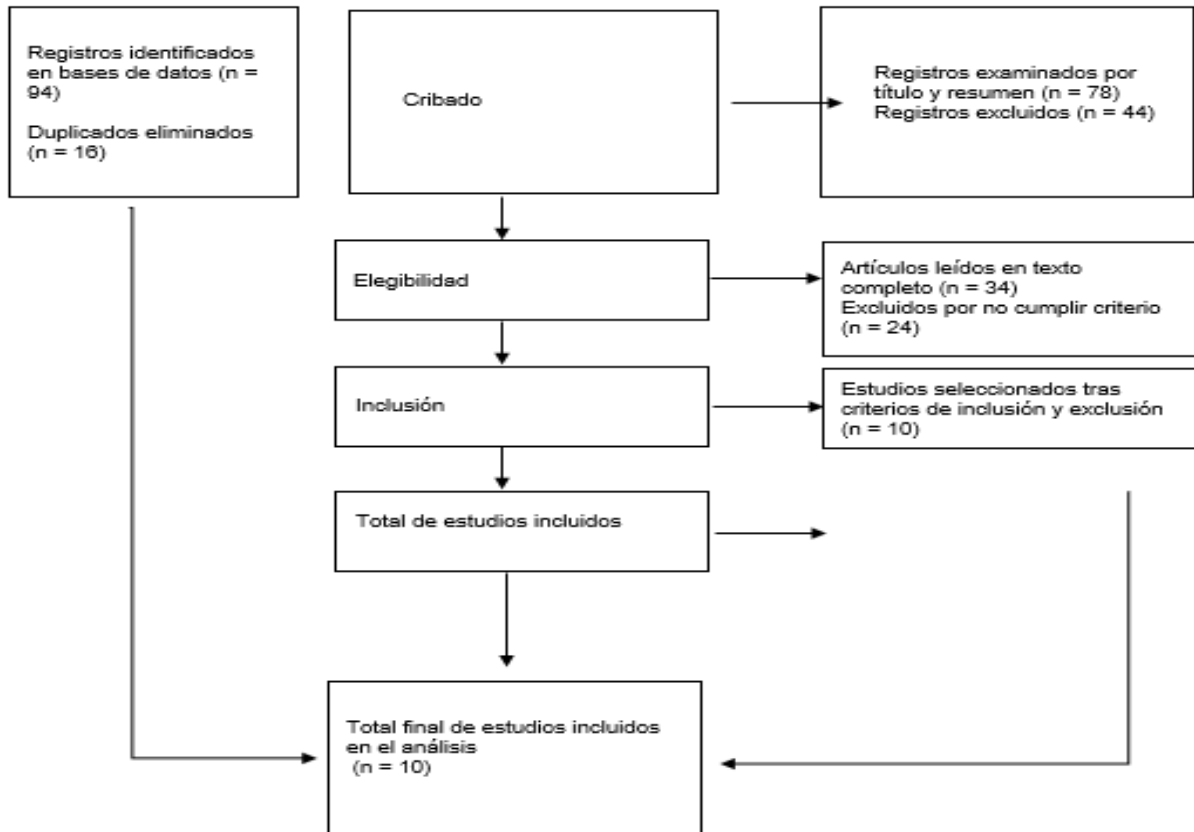 Registros identificados
en bases de datos (n =
94)
Duplicados eliminados
(n = 16)
Cribado
Registros examinados por
título y resumen (n = 78)
Registros excluidos (n = 44)
Elegibilidad
Artículos leídos en texto
completo (n = 34)
Excluidos por no cumplir criterio
(n = 24)
Inclusión
Estudios seleccionados tras
criterios de inclusión y exclusión
(n = 10)
Total de estudios incluidos
Total final de estudios incluidos
en el análisis
(n = 10)